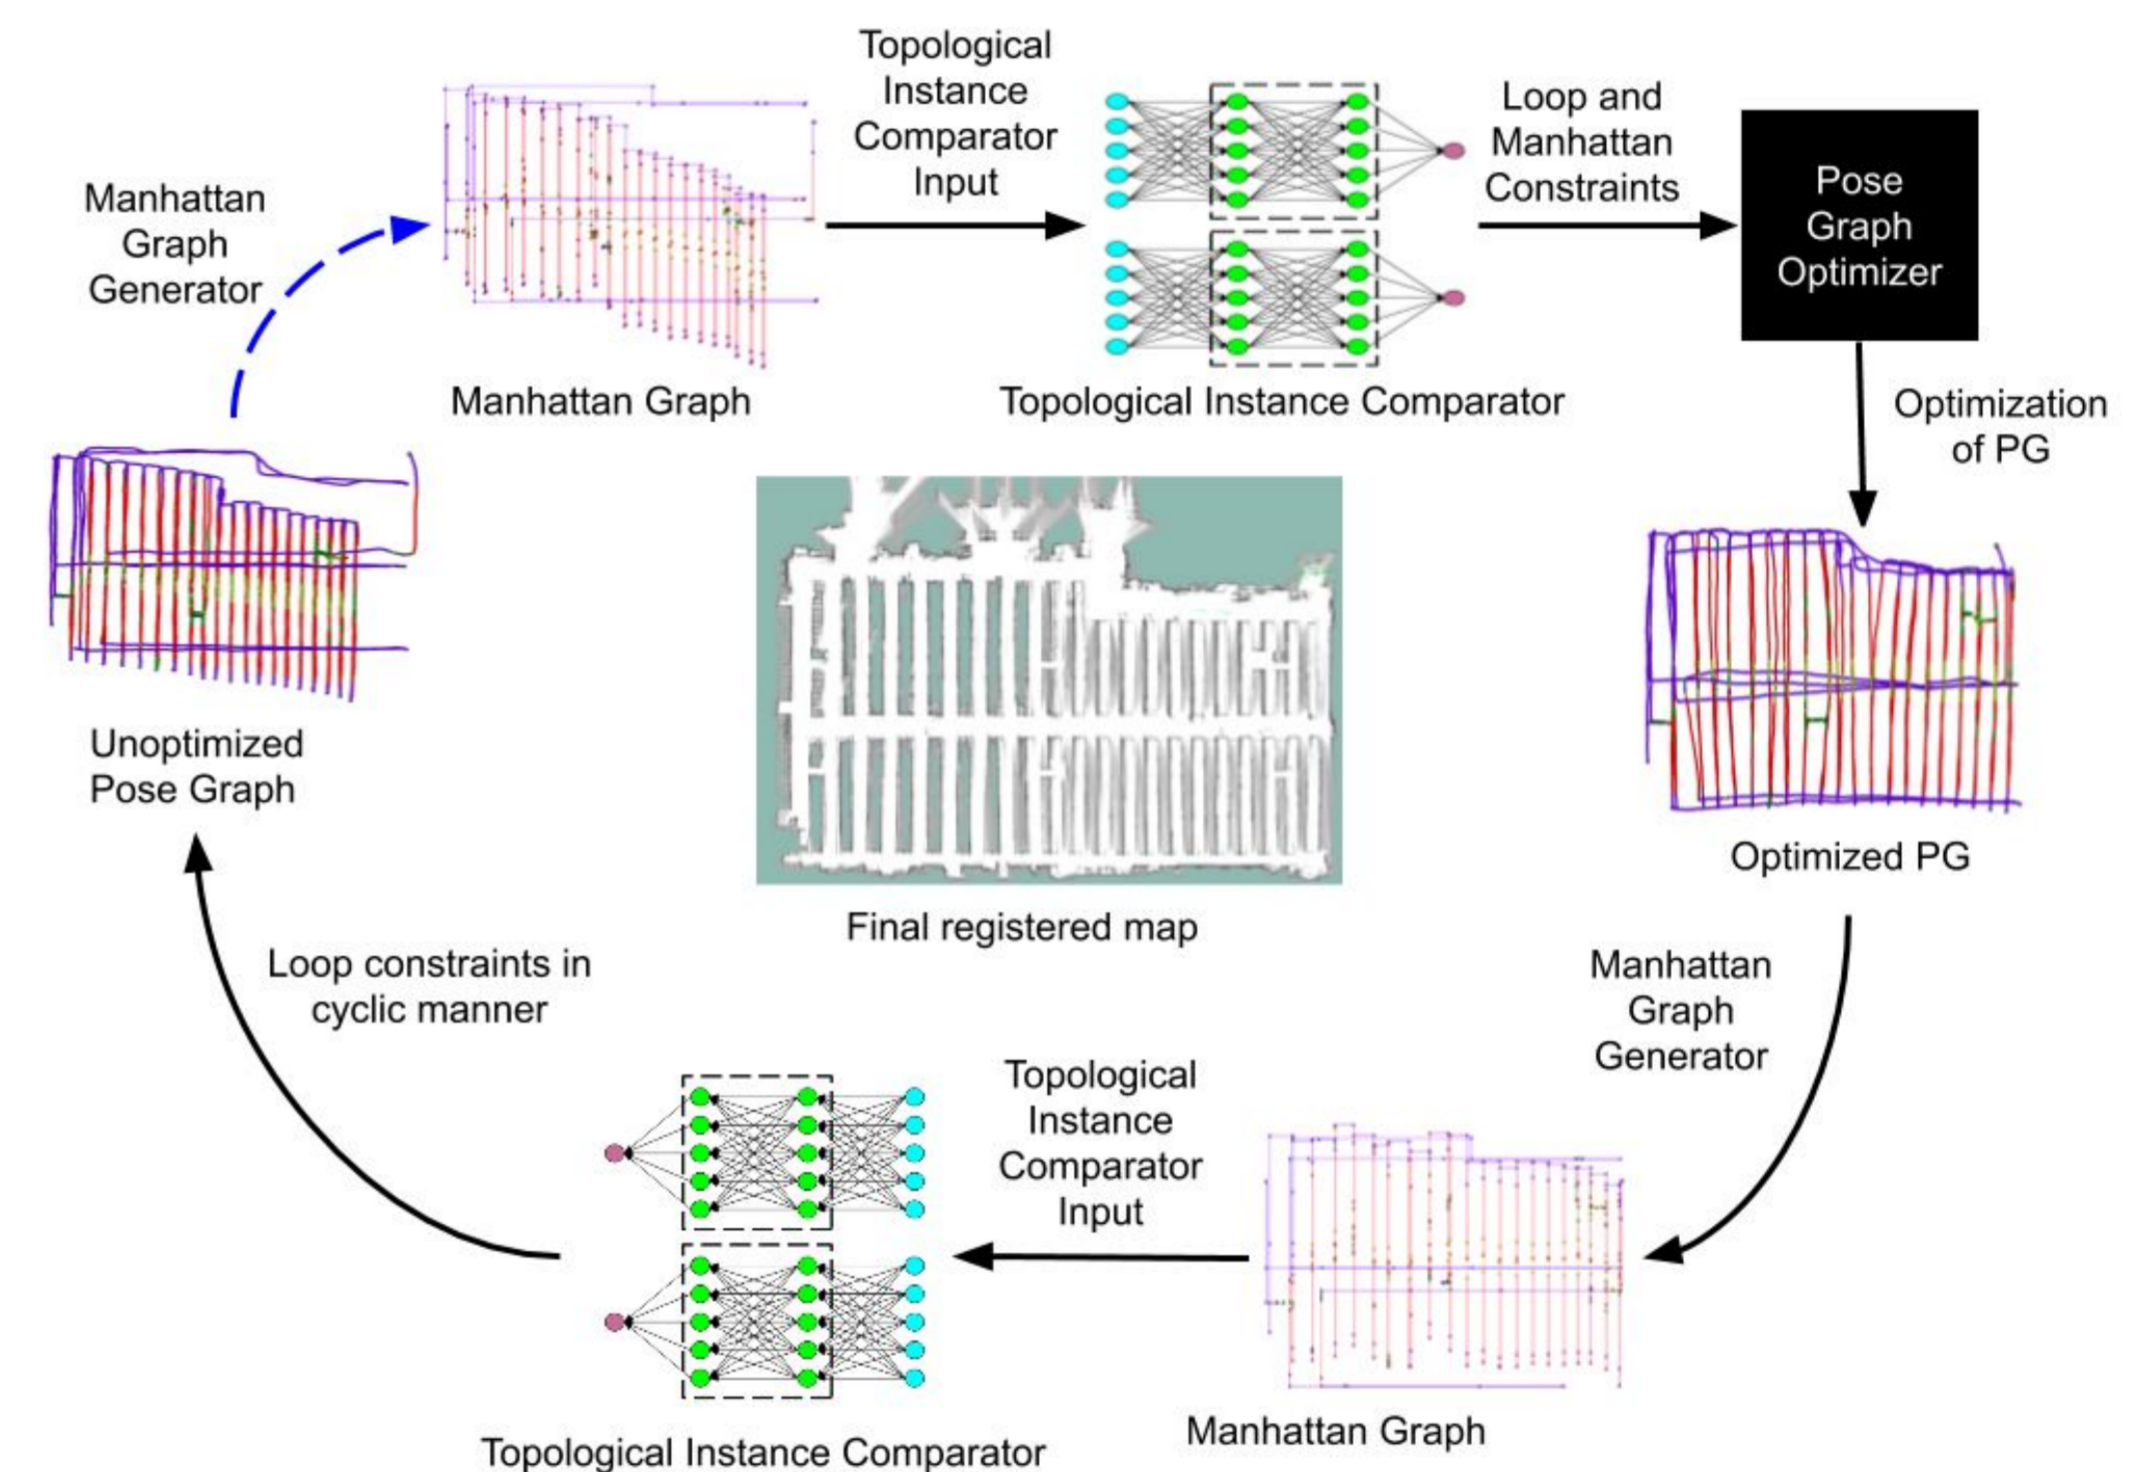 Topological
Instance
Comparator
Input
Loop and
Manhattan
Constraints
Pose
Graph
Optimizer
Manhattan
Graph
Generator
Manhattan Graph
Topological Instance Comparator
Optimization
of PG
Unoptimized
Pose Graph
Optimized PG
Final registered map
Loop constraints in
cyclic manner
Manhattan
Graph
Generator
Topological
Instance
Comparator
Input
Manhattan Graph
Topological Instance Comparator